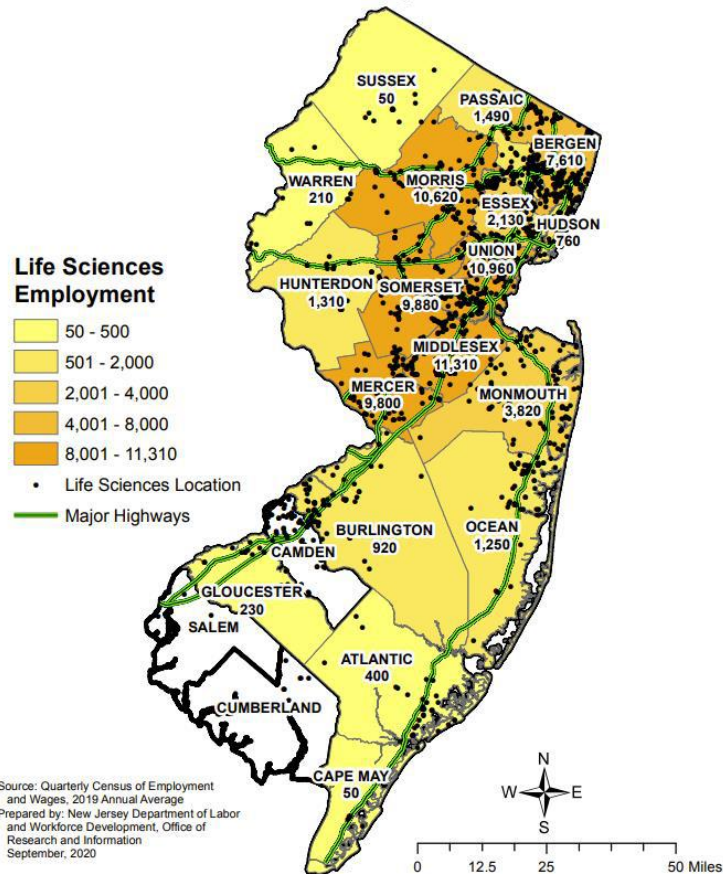 SUSSEX
50
PASSAIC
1,490
BERGEN
7,610
WARREN
210
MORRIS
10,620
ESSEX
2,130
HUDSON
760
UNION
10,960
Life Sciences
Employment
50 - 500
501 - 2,000
2,001 - 4,000
4,001 - 8,000
8,001 - 11,310
Life Sciences Location
Major Highways
HUNTERDON
1,310
SOMERSET
9,880
MIDDLESEX
11,310
MERCER
9,800
MONMOUTH
3,820
BURLINGTON
920
OCEAN
1,250
CAMDEN
GLOUCESTER
230
SALEM
ATLANTIC
400
CUMBERLAND
CAPE MAY
50
Source: Quarterly Census of Employment
and Wages, 2019 Annual Average
Prepared by: New Jersey Department of Labor
and Workforce Development, Office of
Research and Information
September, 2020
N
W E
S
0 12.5 25 50 Miles